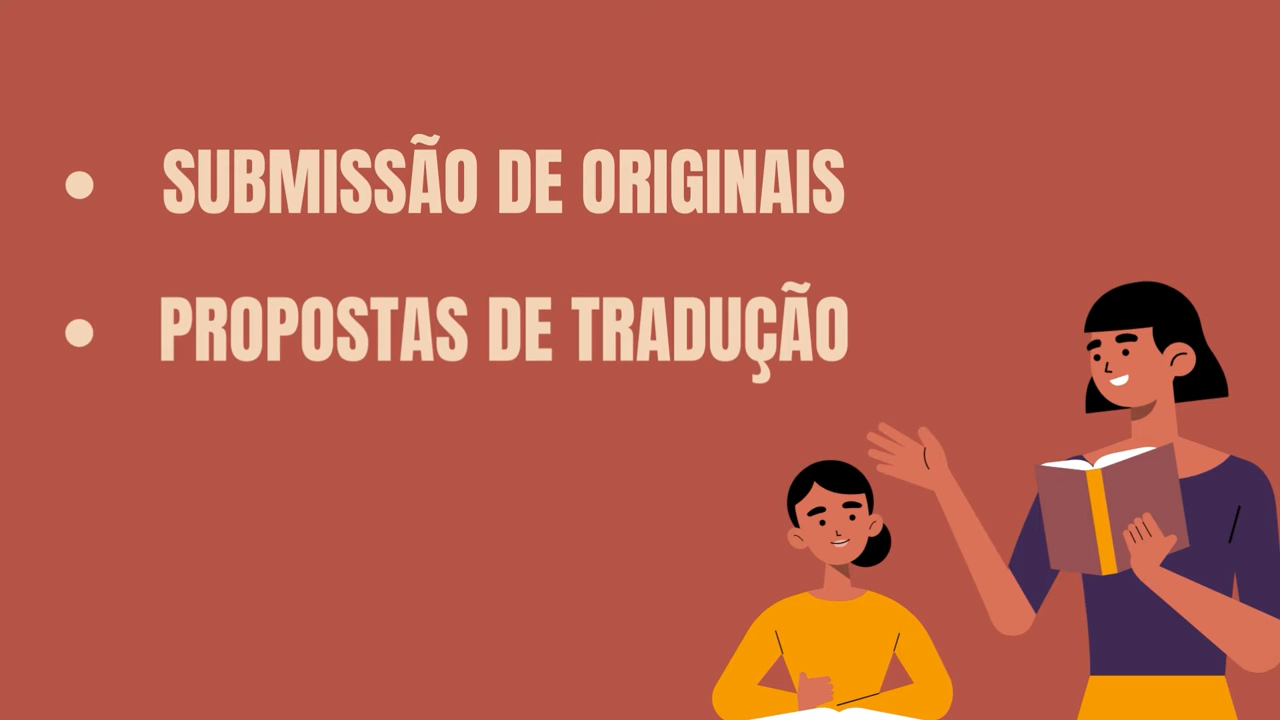 • SUBMISSÃO DE ORIGINAIS
• PROPOSTAS DE TRADUÇÃO